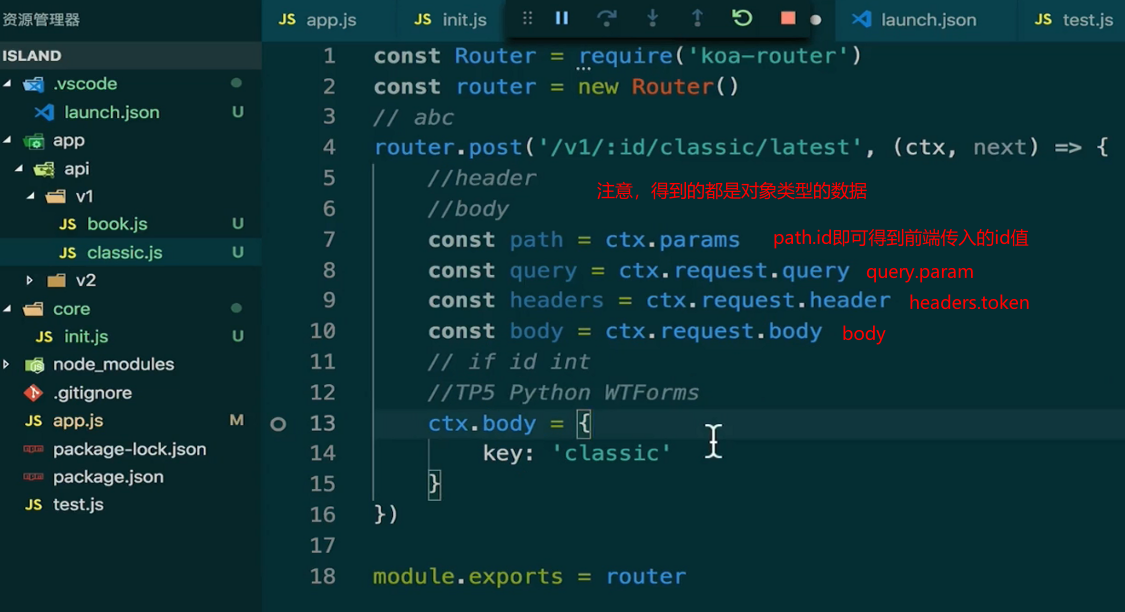 资源管理器
ISLAND
.vscode
launch.json U
app
api
v1
JS book.js U
JS classic.js U
v2
core
JS init.js U
node_modules
.gitignore
JS app.js M
package-lock.json
package.json
JS test.js
JS app.js JS init.js launch.json JS test.js
1 const Router = require('koa-router')
2 const router = new Router()
3 // abc
4 router.post('/v1/:id/classic/latest', (ctx, next) => {
5 //header
注意，得到的都是对象类型的数据
6 //body
7 const path = ctx.params path.id即可得到前端传入的id值
8 const query = ctx.request.query query.param
9 const headers = ctx.request.header headers.token
10 const body = ctx.request.body body
11 // if id int
12 //TP5 Python WTForms
13 ctx.body = {
14 key: 'classic'
15 }
16 })
17
18 module.exports = router